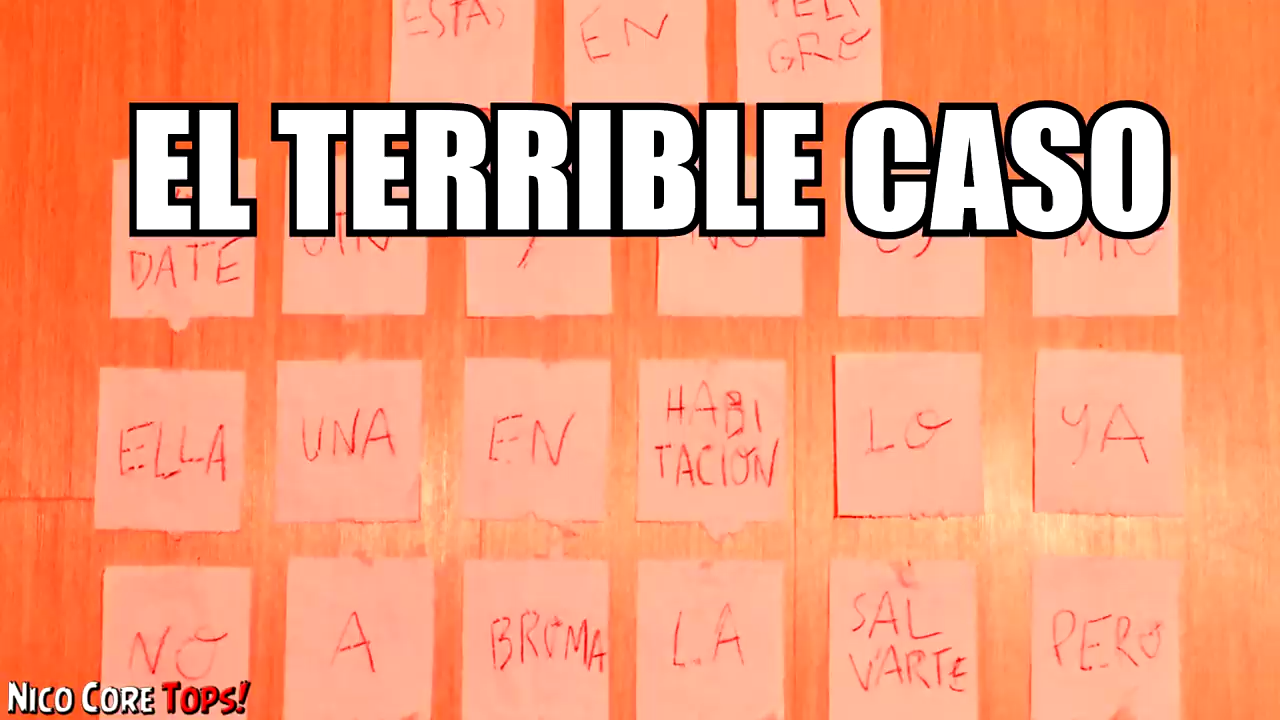 ESTAS EN PELI
GRO
EL TERRIBLE CASO
DATE
ELLA UNA EN HABI
TACION LO YA
NO A BROMA LA SAL
VARTE PERO
NICO CORE TOPS!